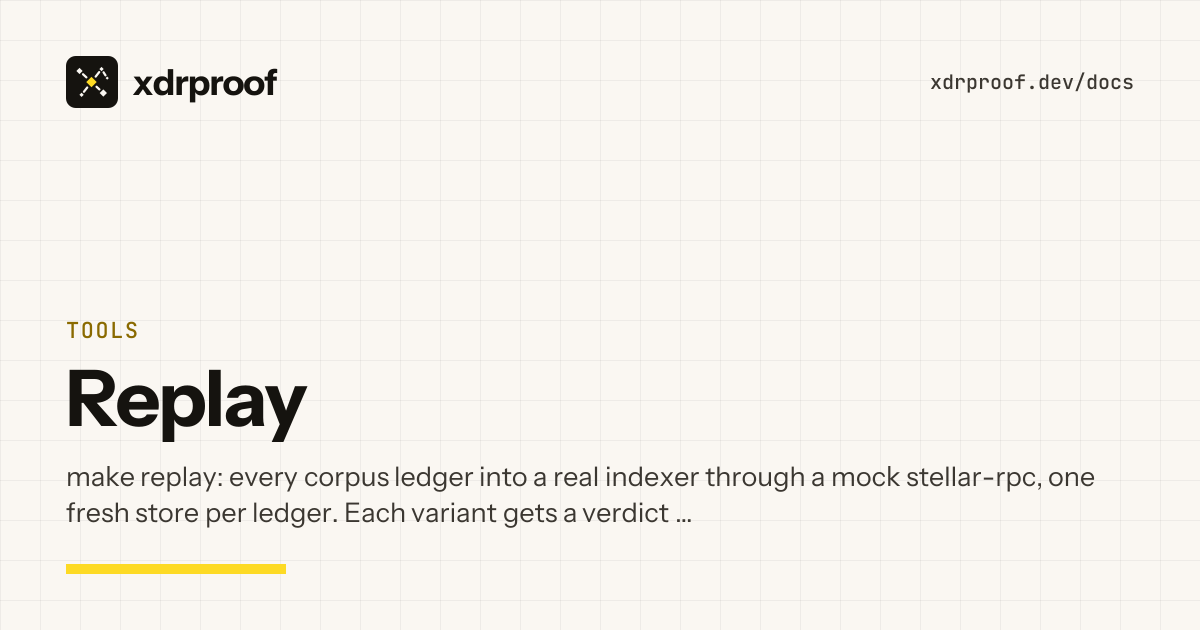 xdrproof
xdrproof.dev/docs
TOOLS
Replay
make replay: every corpus ledger into a real indexer through a mock stellar-rpc, one
fresh store per ledger. Each variant gets a verdict ...